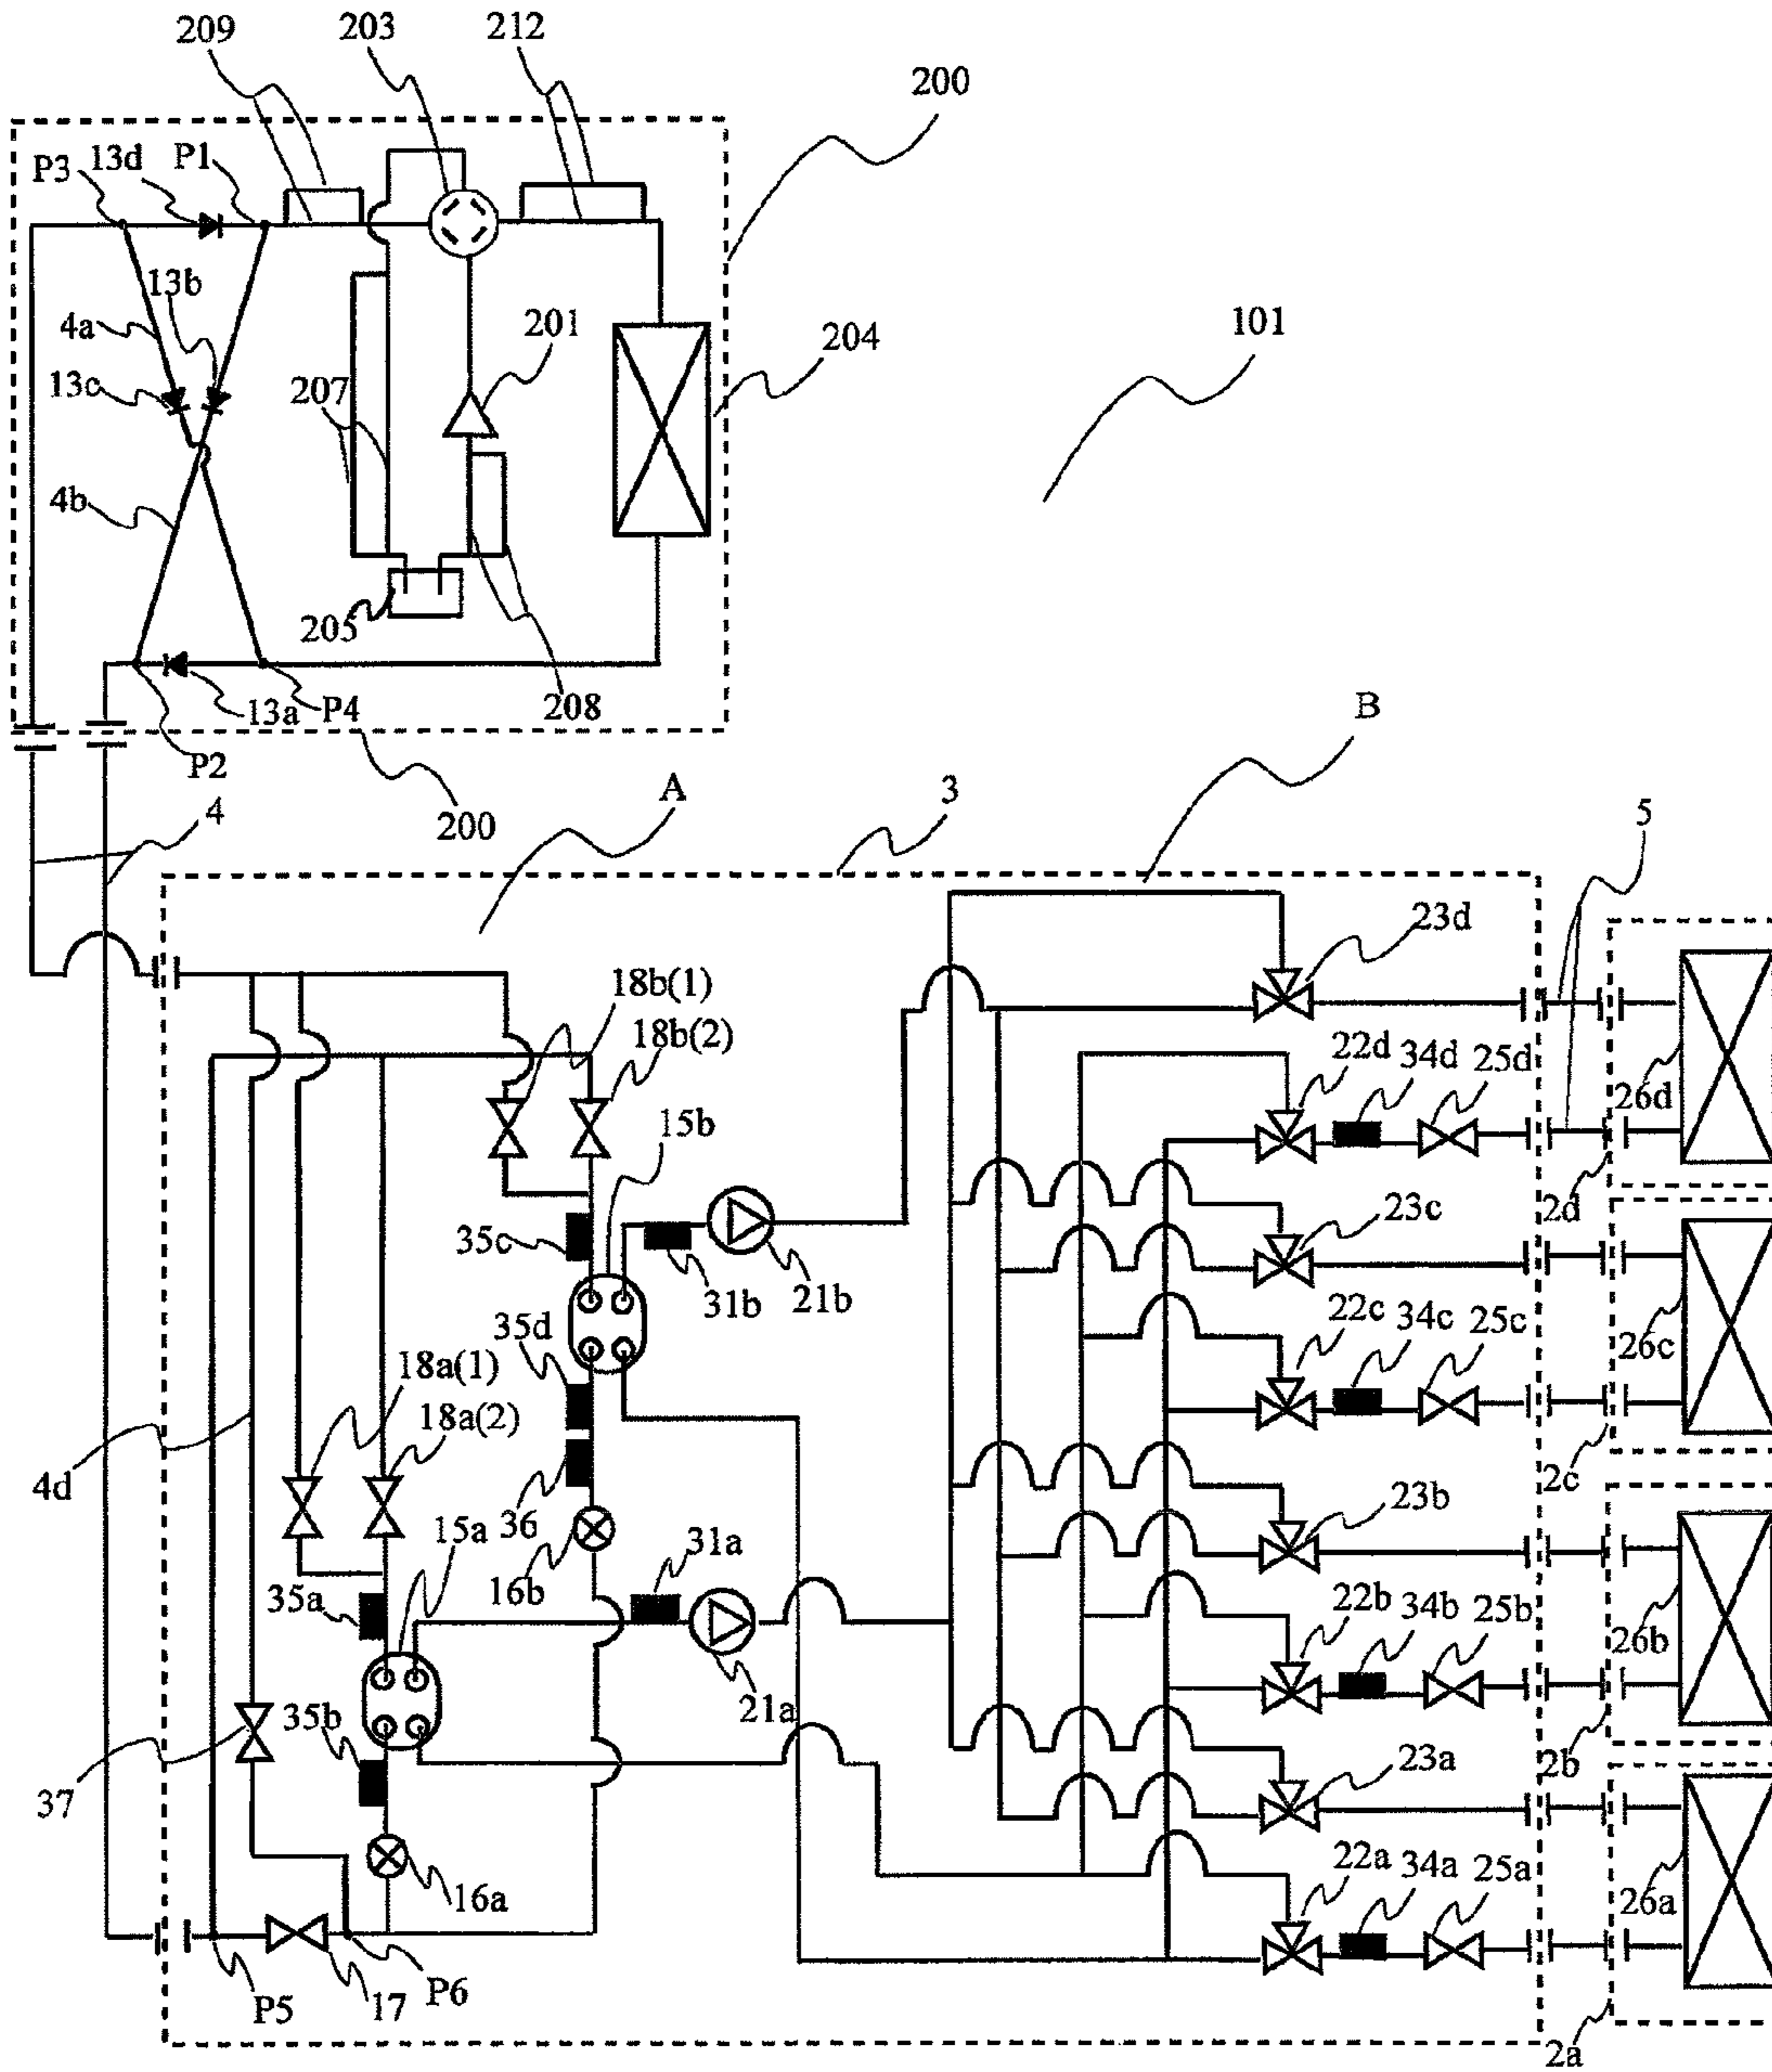 209 203 212
200
P3 13d P1
13b
4a 201 101 204
13c 207
4b
205
13a P4 208
P2 B
4 200 A 3 5
23d
18b(1)
18b(2) 22d 34d 25d 26d
15b
2d
35c 23c
31b 21b
35d 22c 34c 25c 26c
18a(1)
18a(2)
4d 2c
36 23b
15a 31a
16b
35a 22b 34b 25b 26b
21a
35b
37 2b
23a
16a 22a 34a 25a 26a
P5 17 P6
2a